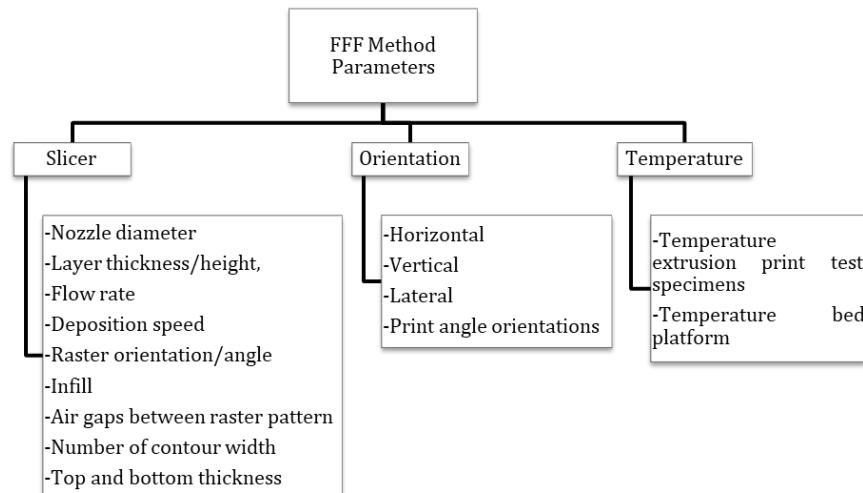 FFF Method
Parameters
Slicer
Orientation
Temperature
-Nozzle diameter
-Layer thickness/height,
-Flow rate
-Deposition speed
-Raster orientation/angle
-Infill
-Air gaps between raster pattern
-Number of contour width
-Top and bottom thickness
-Horizontal
-Vertical
-Lateral
-Print angle orientations
-Temperature
extrusion print test
specimens
-Temperature bed
platform